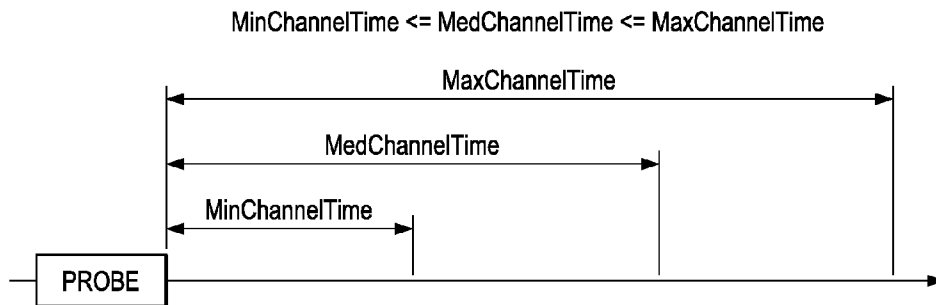 MinChannelTime <= MedChannelTime <= MaxChannelTime
MaxChannelTime
MedChannelTime
MinChannelTime
PROBE